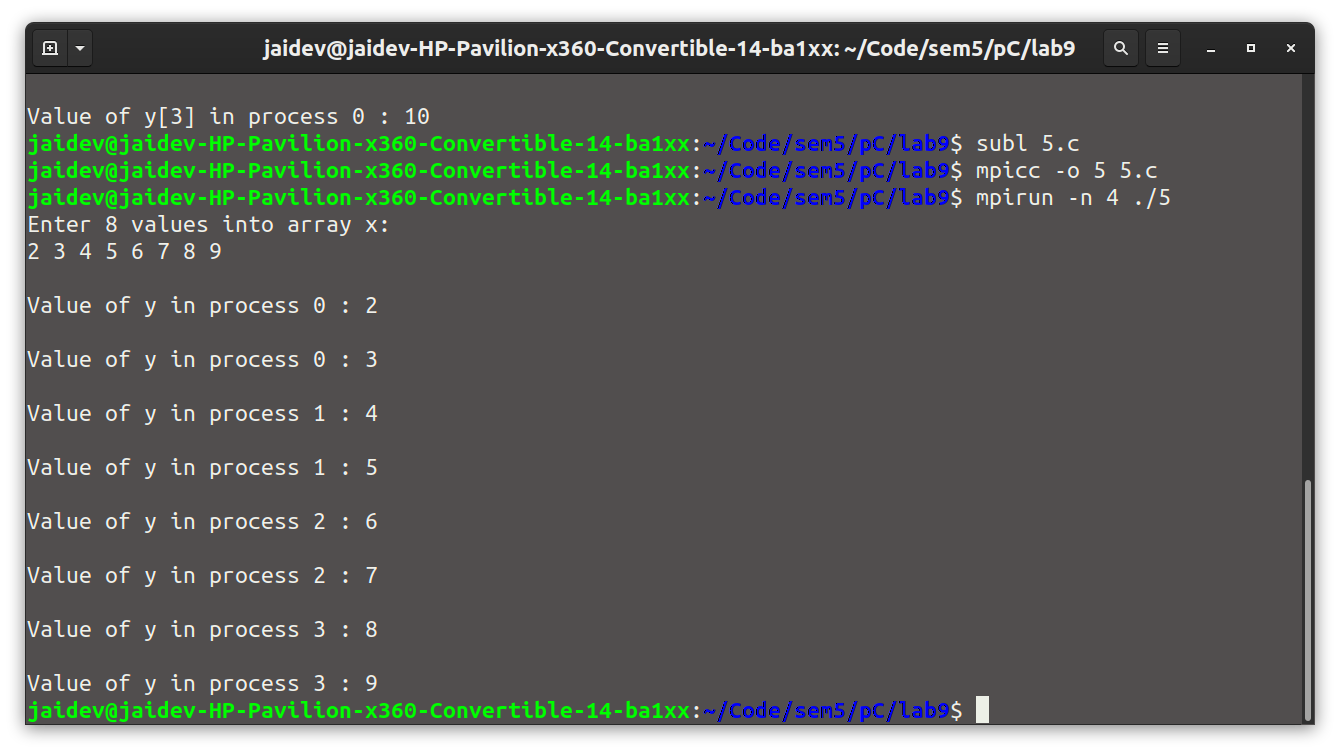 jaidev@jaidev-HP-Pavilion-x360-Convertible-14-ba1xx: ~/Code/sem5/pC/lab9
Value of y[3] in process 0 : 10
jaidev@jaidev-HP-Pavilion-x360-Convertible-14-ba1xx:~/Code/sem5/pC/lab9$ subl 5.c
jaidev@jaidev-HP-Pavilion-x360-Convertible-14-ba1xx:~/Code/sem5/pC/lab9$ mpicc -o 5 5.c
jaidev@jaidev-HP-Pavilion-x360-Convertible-14-ba1xx:~/Code/sem5/pC/lab9$ mpirun -n 4 ./5
Enter 8 values into array x:
2 3 4 5 6 7 8 9
Value of y in process 0 : 2
Value of y in process 0 : 3
Value of y in process 1 : 4
Value of y in process 1 : 5
Value of y in process 2 : 6
Value of y in process 2 : 7
Value of y in process 3 : 8
Value of y in process 3 : 9
jaidev@jaidev-HP-Pavilion-x360-Convertible-14-ba1xx:~/Code/sem5/pC/lab9$